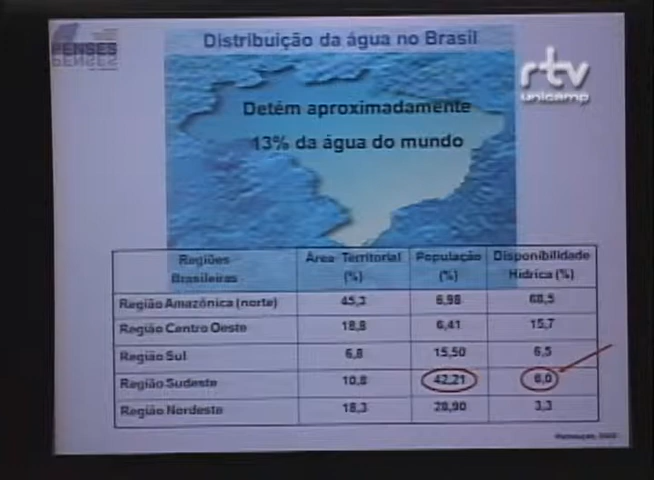 PENSES
Distribuição da água no Brasil
rtv
unicamp
Detém aproximadamente
13% da água do mundo
Regiões Brasileiras Área Territorial (%) População (%) Disponibilidade Hídrica (%)
Região Amazônica (norte) 45,3 6,98 68,5
Região Centro Oeste 18,8 6,41 15,7
Região Sul 6,8 15,50 6,5
Região Sudeste 10,8 42,21 6,0
Região Nordeste 18,3 28,90 3,3